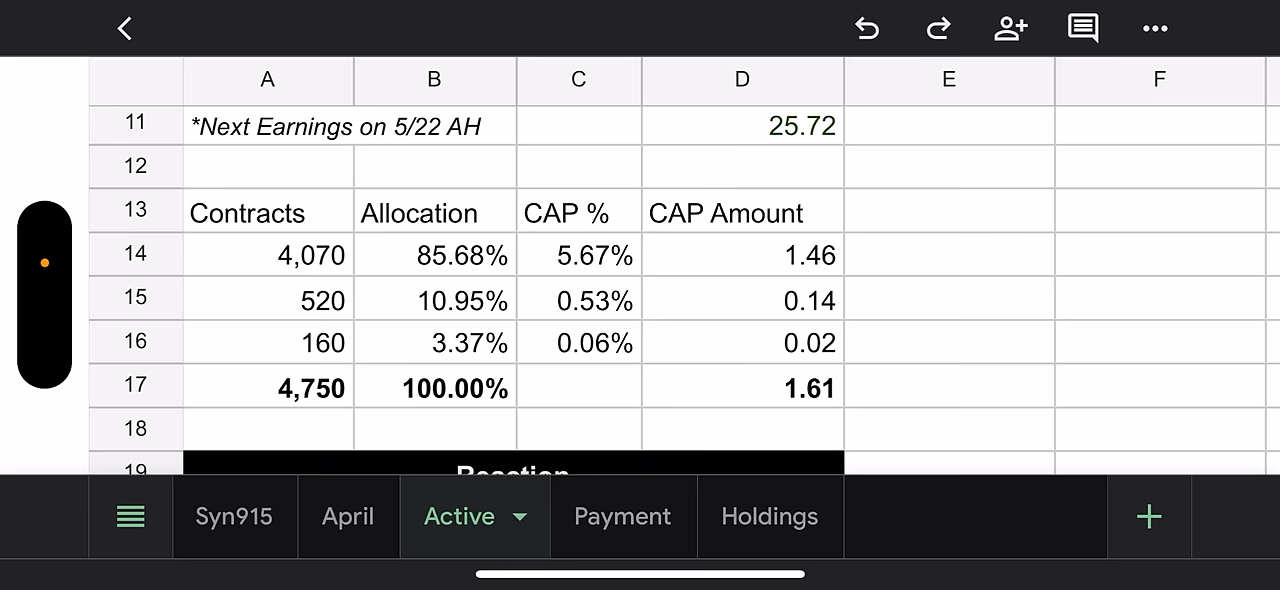 A B C D E F
11 *Next Earnings on 5/22 AH 25.72
12
13 Contracts Allocation CAP % CAP Amount
14 4,070 85.68% 5.67% 1.46
15 520 10.95% 0.53% 0.14
16 160 3.37% 0.06% 0.02
17 4,750 100.00% 1.61
18
19 Reaction
Syn915 April Active Payment Holdings